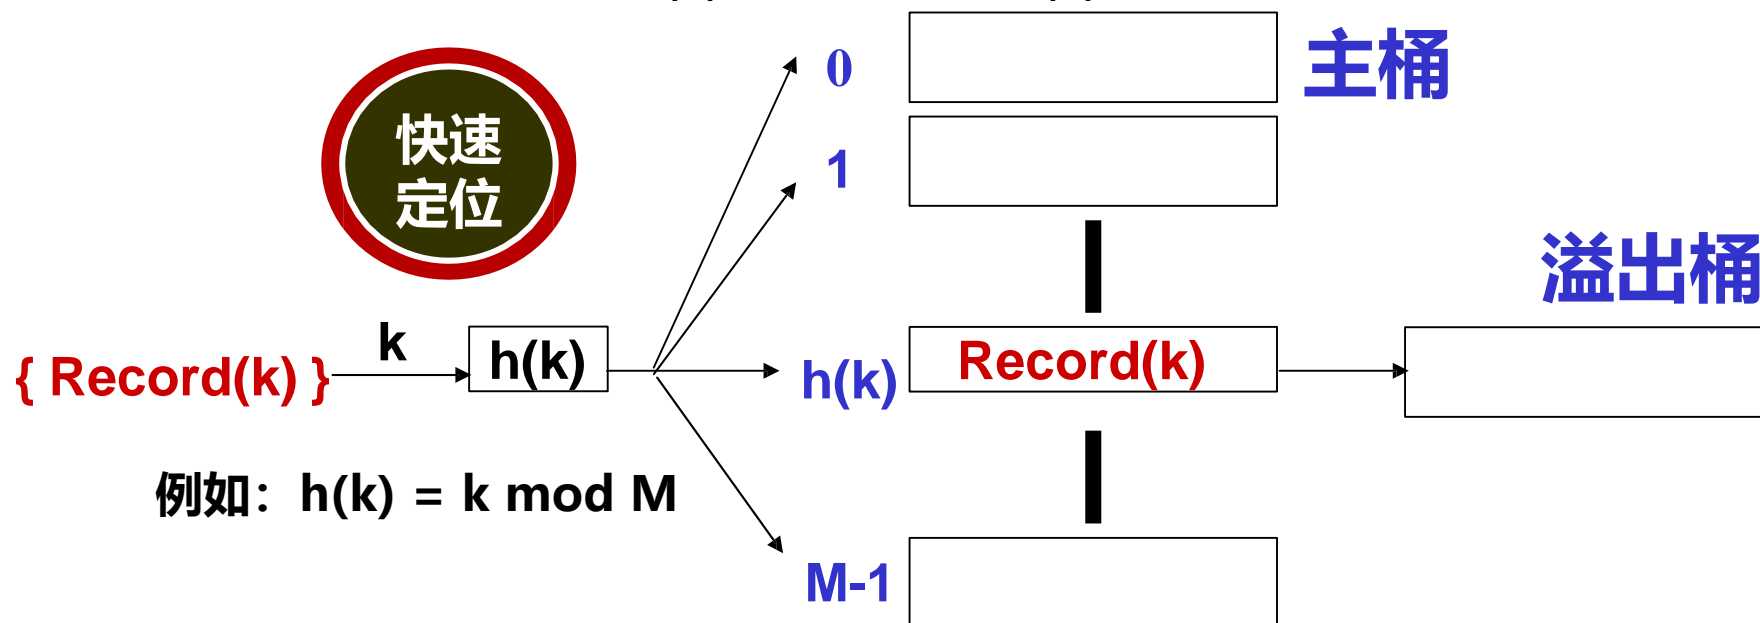 0
主桶
快速
定位
1
溢出桶
{ Record(k) }
k
h(k)
h(k)
Record(k)
例如：h(k) = k mod M
M-1